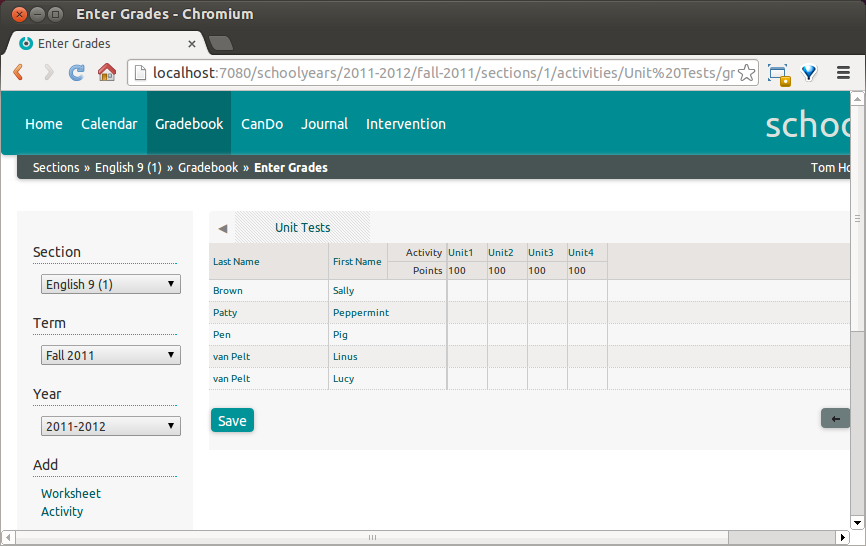 Enter Grades - Chromium
Enter Grades
localhost:7080/schoolyears/2011-2012/fall-2011/sections/1/activities/Unit%20Tests/gr
Home Calendar Gradebook CanDo Journal Intervention schoo
Sections » English 9 (1) » Gradebook » Enter Grades Tom Ho
Section
English 9 (1)
Term
Fall 2011
Year
2011-2012
Add
Worksheet
Activity
Unit Tests
Last Name First Name Activity Unit1 Unit2 Unit3 Unit4
Points 100 100 100 100
Brown Sally
Patty Peppermint
Pen Pig
van Pelt Linus
van Pelt Lucy
Save